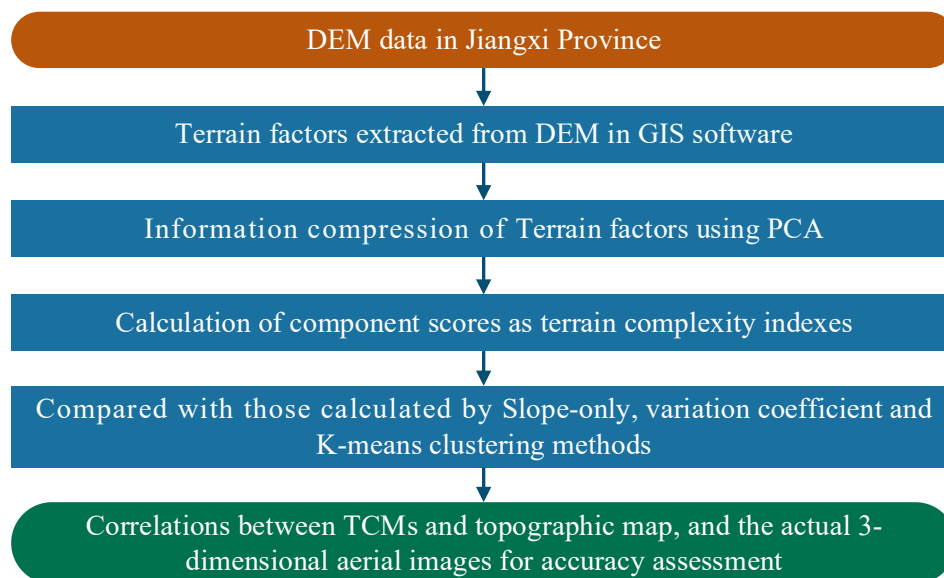 DEM data in Jiangxi Province
Terrain factors extracted from DEM in GIS software
Information compression of Terrain factors using PCA
Calculation of component scores as terrain complexity indexes
Compared with those calculated by Slope-only, variation coefficient and
K-means clustering methods
Correlations between TCMs and topographic map, and the actual 3-
dimensional aerial images for accuracy assessment